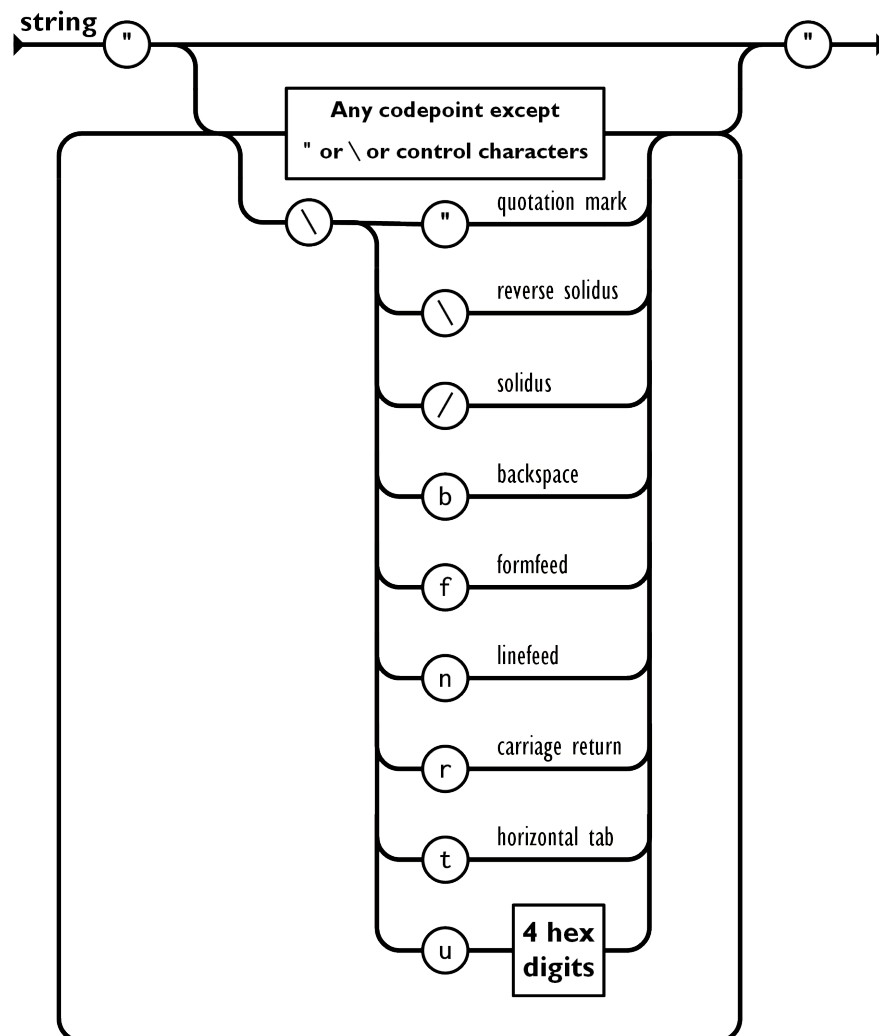 string
" "
Any codepoint except
" or \ or control characters
\ " quotation mark
\ reverse solidus
/ solidus
b backspace
f formfeed
n linefeed
r carriage return
t horizontal tab
u 4 hex
digits